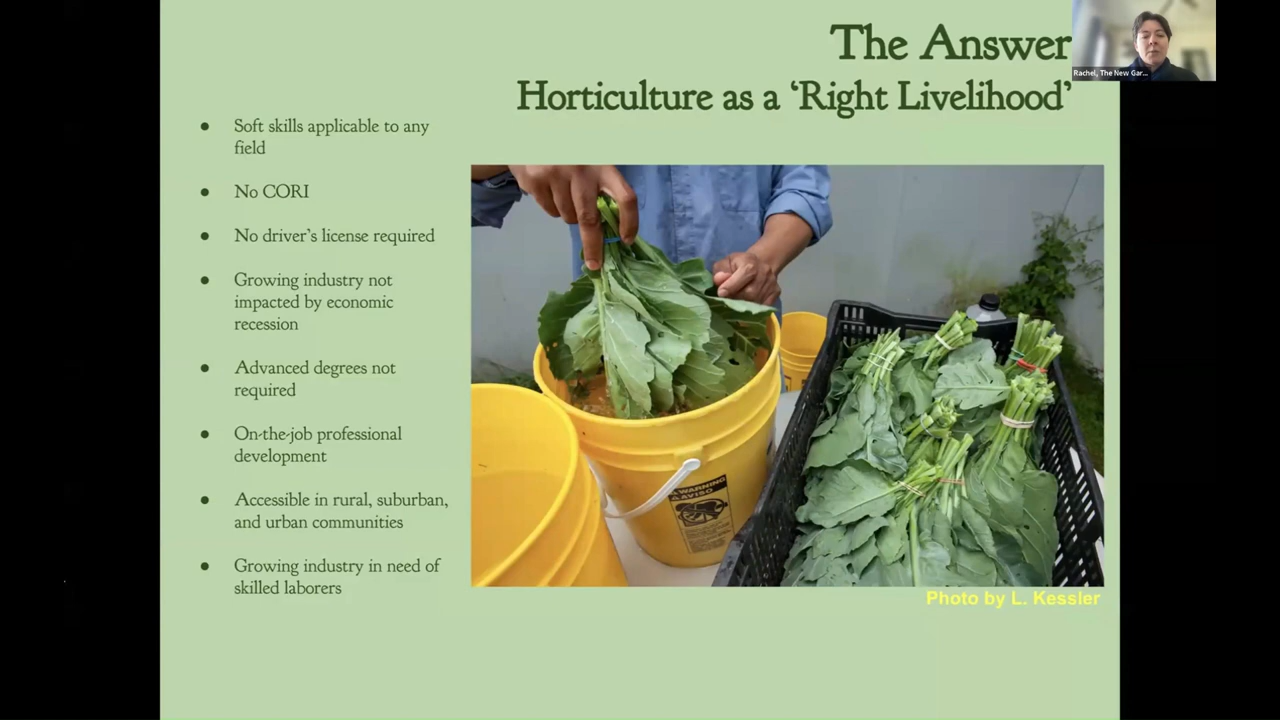 The Answer
Horticulture as a ‘Right Livelihood’
Rachel, The New Gar...
● Soft skills applicable to any
field
● No CORI
● No driver’s license required
● Growing industry not
impacted by economic
recession
● Advanced degrees not
required
● On-the-job professional
development
● Accessible in rural, suburban,
and urban communities
● Growing industry in need of
skilled laborers
WARNING
AVISO
Photo by L. Kessler